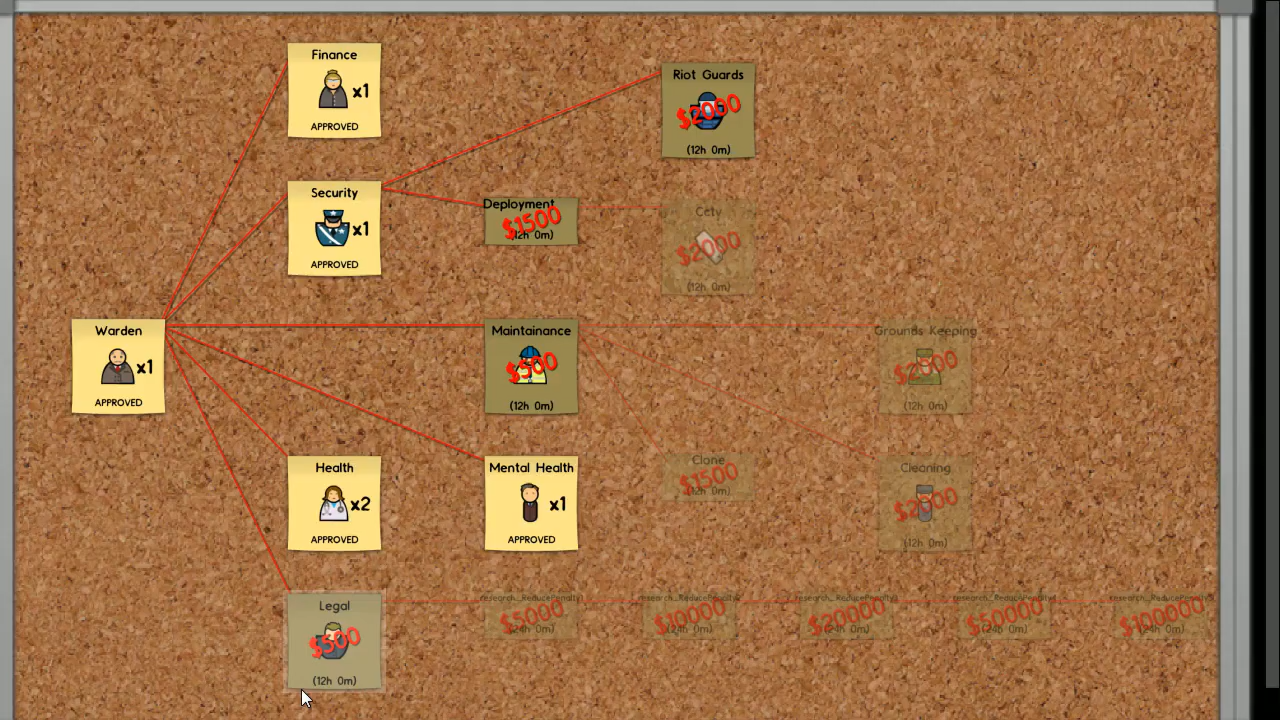 Finance
x1
APPROVED
Riot Guards
$2000
(12h 0m)
Security
x1
APPROVED
Deployment
$1500
(12h 0m)
Cctv
$2000
(12h 0m)
Warden
x1
APPROVED
Maintainance
$500
(12h 0m)
Grounds Keeping
$2000
(12h 0m)
Health
x2
APPROVED
Mental Health
x1
APPROVED
Clone
$1500
(12h 0m)
Cleaning
$2000
(12h 0m)
Legal
$500
(12h 0m)
$5000
(24h 0m)
$10000
(24h 0m)
$20000
(24h 0m)
$50000
(24h 0m)
$100000
(24h 0m)